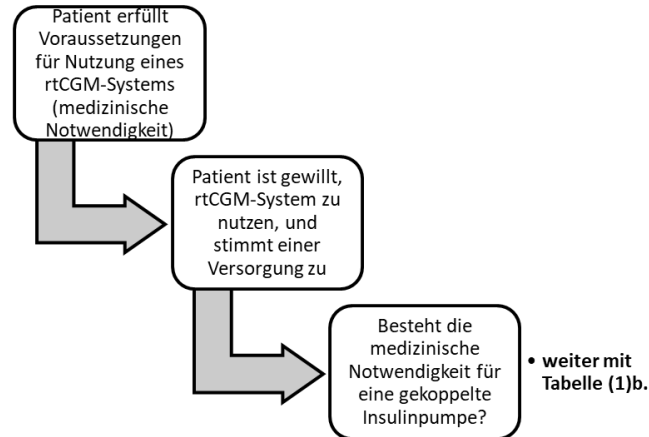 Patient erfüllt
Voraussetzungen
für Nutzung eines
rtCGM-Systems
(medizinische
Notwendigkeit)
Patient ist gewillt,
rtCGM-System zu
nutzen, und
stimmt einer
Versorgung zu
Besteht die
medizinische
Notwendigkeit für
eine gekoppelte
Insulinpumpe?
• weiter mit
Tabelle (1)b.